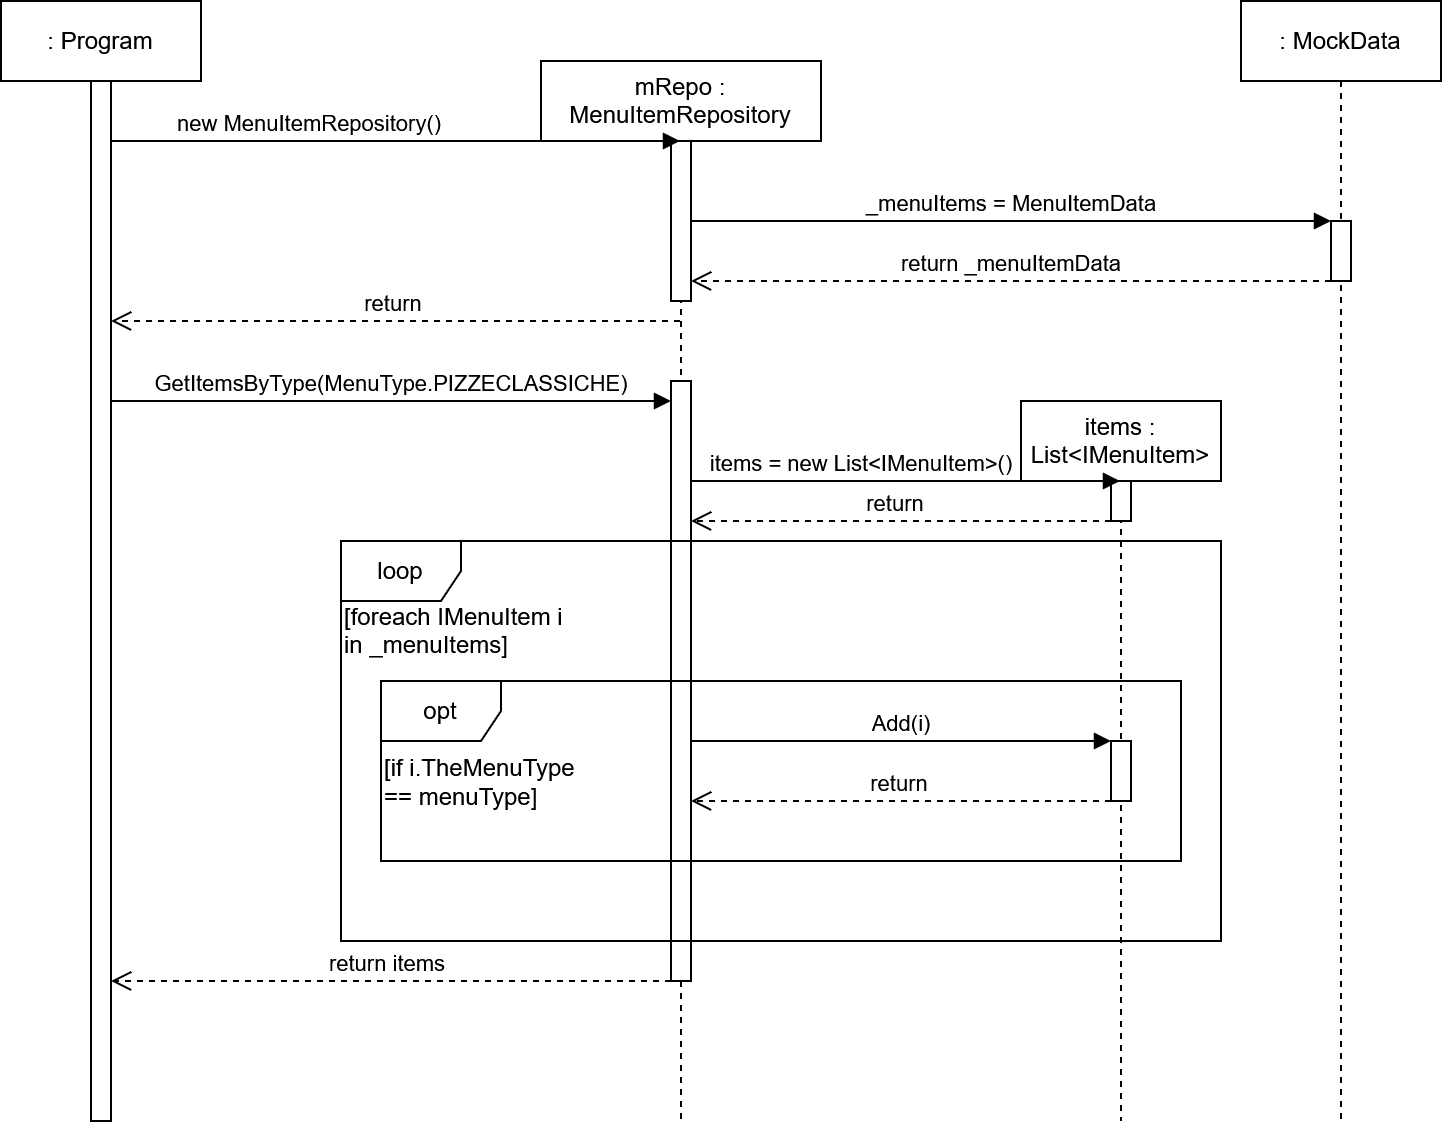 : Program
: MockData
mRepo :
MenuItemRepository
new MenuItemRepository()
_menuItems = MenuItemData
return _menuItemData
return
GetItemsByType(MenuType.PIZZECLASSICHE)
items :
List<IMenuItem>
items = new List<IMenuItem>()
return
loop
[foreach IMenuItem i
in _menuItems]
opt
Add(i)
[if i.TheMenuType
== menuType]
return
return items